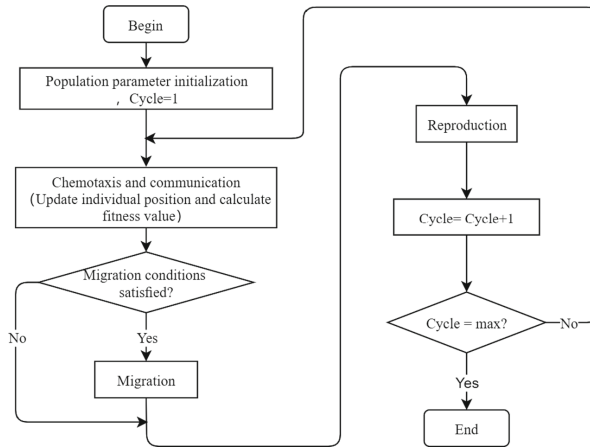 Begin
Population parameter initialization
, Cycle=1
Chemotaxis and communication
(Update individual position and calculate
fitness value)
Migration conditions
satisfied?
No
Yes
Migration
Reproduction
Cycle= Cycle+1
Cycle = max?
No
Yes
End